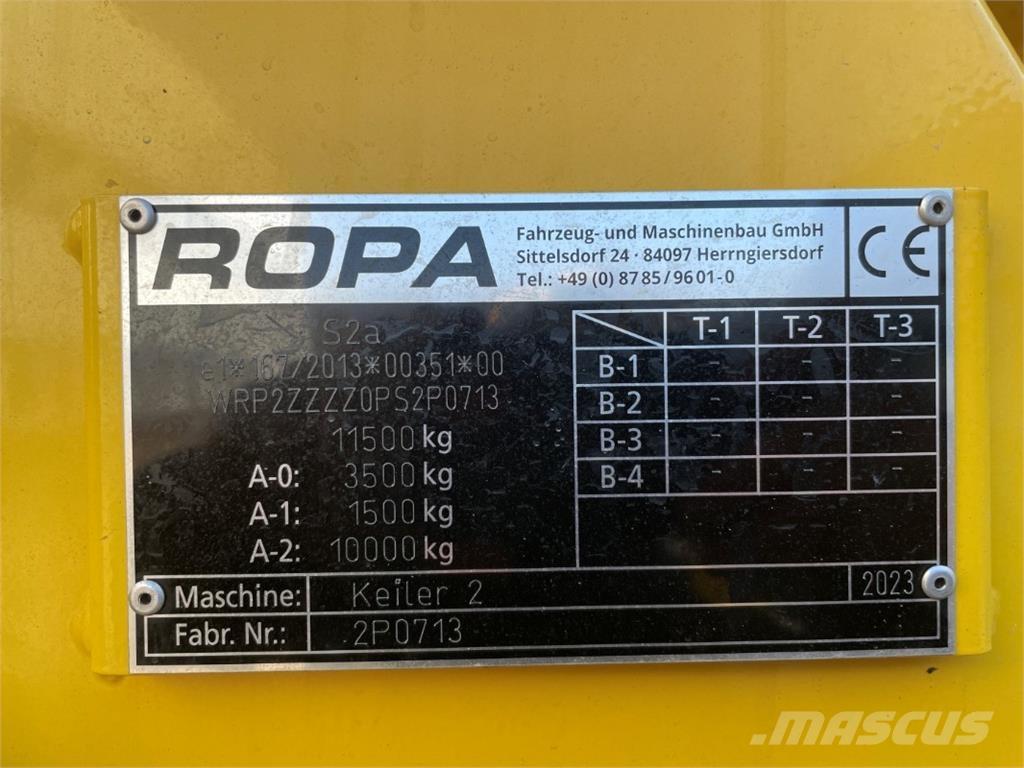 ROPA
Fahrzeug- und Maschinenbau GmbH
Sittelsdorf 24 · 84097 Herrngiersdorf
Tel.: +49 (0) 87 85 / 96 01-0
CE
S2a
e1*167/2013*00351*00
WRP2ZZZZ0PS2P0713
11500 kg
A-0: 3500 kg
A-1: 1500 kg
A-2: 10000 kg
T-1 T-2 T-3
B-1 - - -
B-2 - - -
B-3 - - -
B-4 - - -
Maschine: Keiler 2 2023
Fabr. Nr.: 2P0713
MASCUS